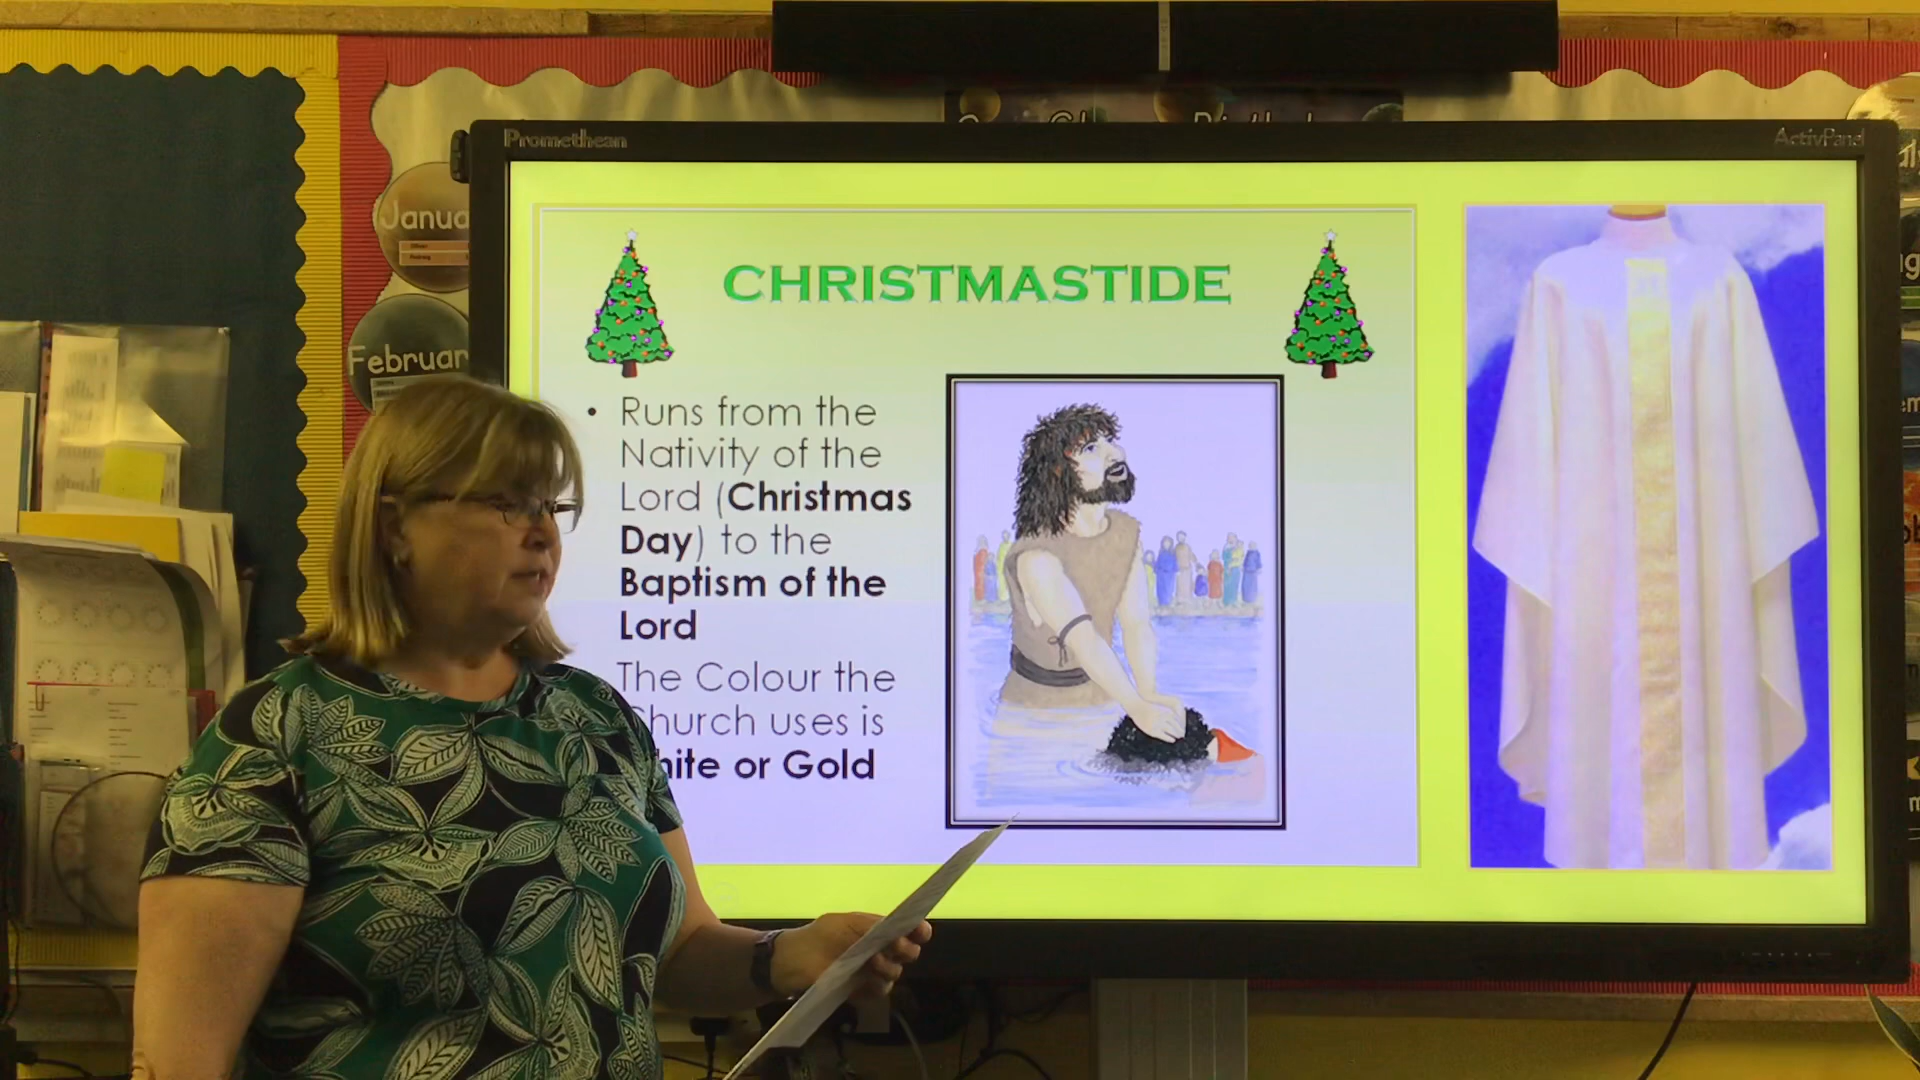 Promethean
ActivPanel
Janua
Februar
CHRISTMASTIDE
• Runs from the
Nativity of the
Lord (Christmas
Day) to the
Baptism of the
Lord
The Colour the
hurch uses is
hite or Gold